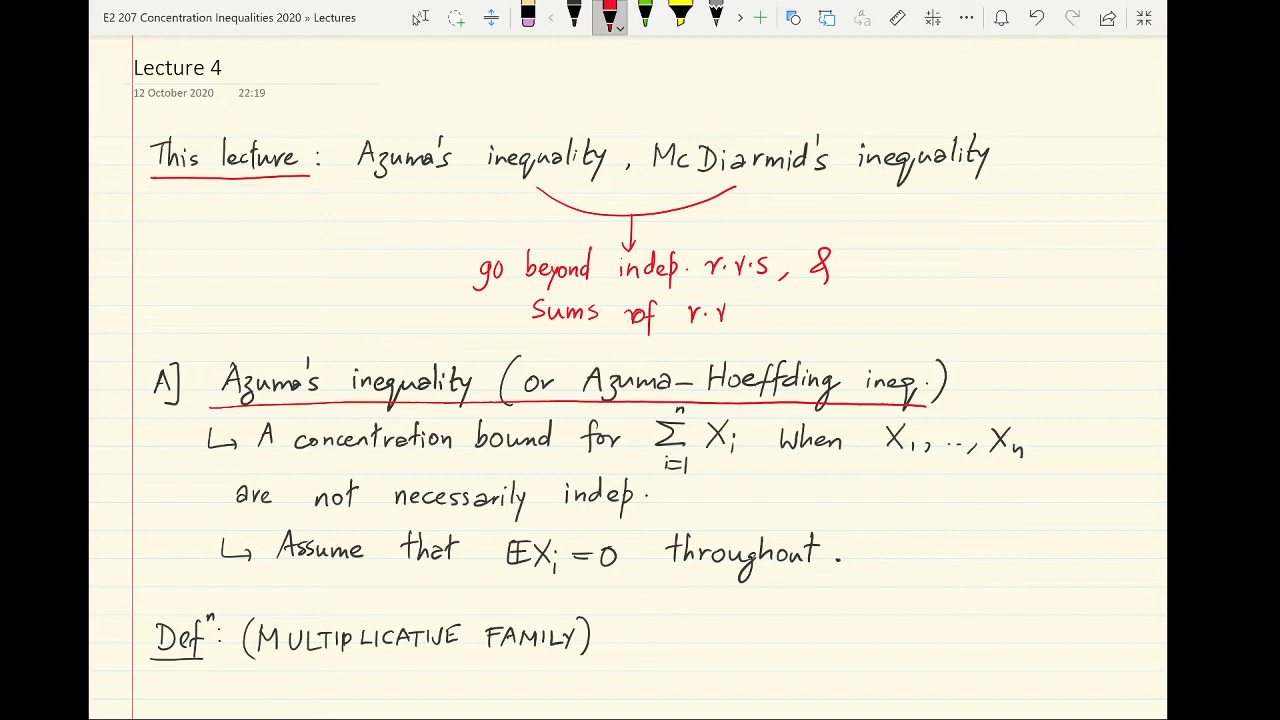 E2 207 Concentration Inequalities 2020 » Lectures
Lecture 4
12 October 2020 22:19
This lecture : Azuma's inequality , McDiarmid's inequality
go beyond indep. r.v.s , &
Sums of r.v
A] Azuma's inequality (or Azuma-Hoeffding ineq.)
↳ A concentration bound for ∑_{i=1}^{n} X_i When X_1, .., X_n
are not necessarily indep.
↳ Assume that 𝔼X_i = 0 throughout.
Defⁿ: (MULTIPLICATIVE FAMILY)